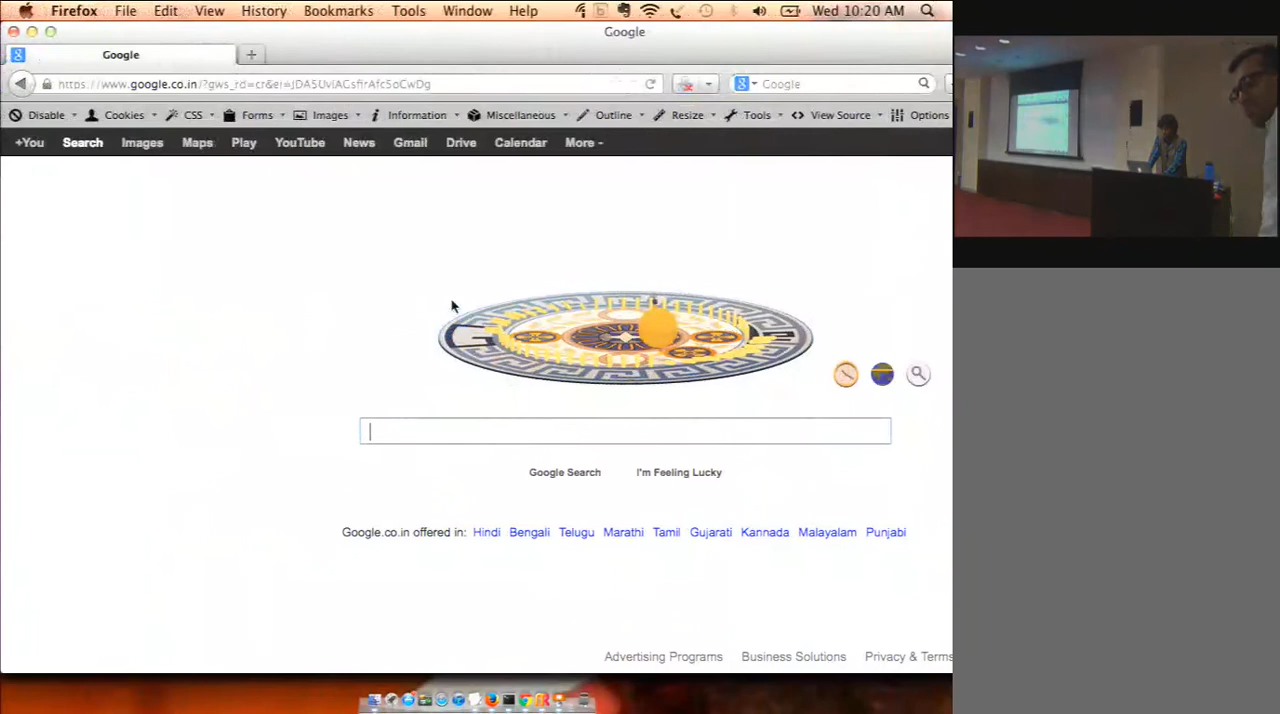 Firefox File Edit View History Bookmarks Tools Window Help Wed 10:20 AM
Google
Google
https://www.google.co.in/?gws_rd=cr&ei= Google
Disable Cookies CSS Forms Images Information Miscellaneous Outline Resize Tools View Source Options
+You Search Images Maps Play YouTube News Gmail Drive Calendar More
Google Search I'm Feeling Lucky
Google.co.in offered in: Hindi Bengali Telugu Marathi Tamil Gujarati Kannada Malayalam Punjabi
Advertising Programs Business Solutions Privacy & Terms